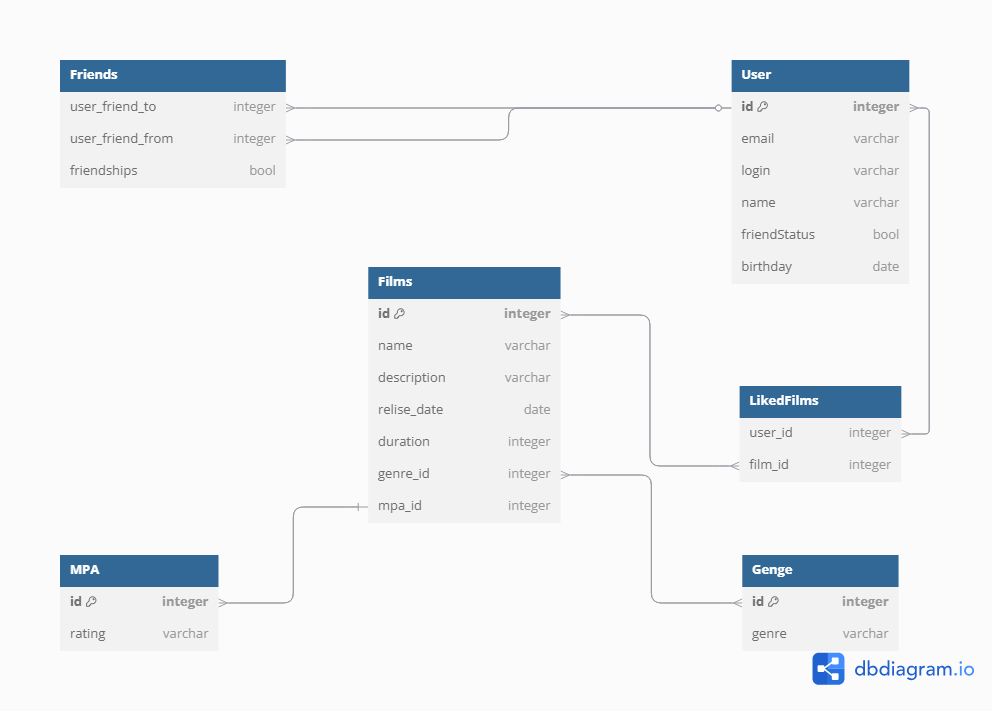 Friends
user_friend_to integer
user_friend_from integer
friendships bool
User
id integer
email varchar
login varchar
name varchar
friendStatus bool
birthday date
Films
id integer
name varchar
description varchar
relise_date date
duration integer
genre_id integer
mpa_id integer
LikedFilms
user_id integer
film_id integer
MPA
id integer
rating varchar
Genge
id integer
genre varchar
dbdiagram.io